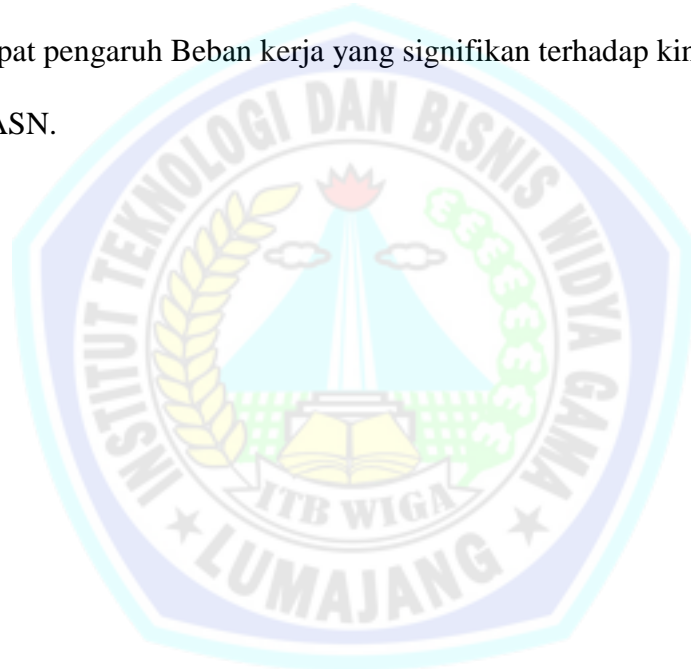 pat pengaruh Beban kerja yang signifikan terhadap kin
ASN.
INSTITUT TEKNOLOGI DAN BISNIS WIDYA GAMA
ITB WIGA
LUMAJANG